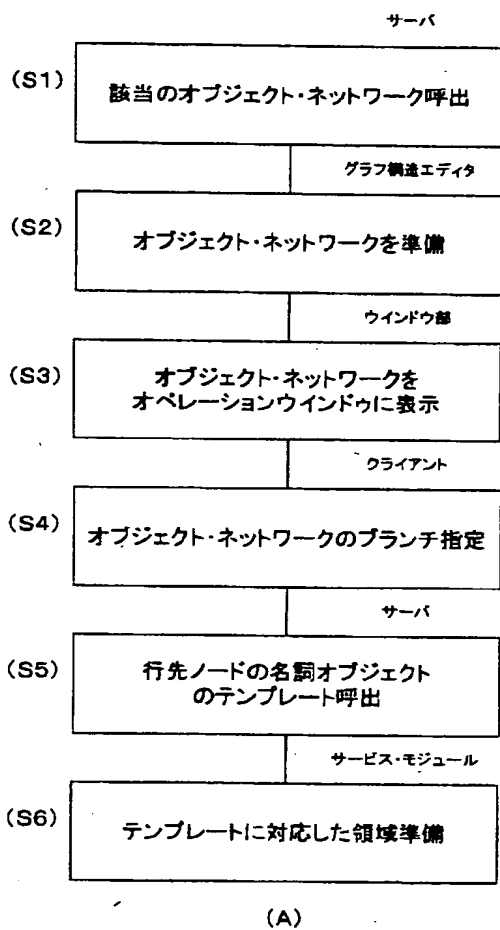 サーバ
(S1)
該当のオブジェクト・ネットワーク呼出
グラフ構造エディタ
(S2)
オブジェクト・ネットワークを準備
ウインドウ部
(S3)
オブジェクト・ネットワークを
オペレーションウインドゥに表示
クライアント
(S4)
オブジェクト・ネットワークのブランチ指定
サーバ
(S5)
行先ノードの名詞オブジェクト
のテンプレート呼出
サービス・モジュール
(S6)
テンプレートに対応した領域準備
(A)